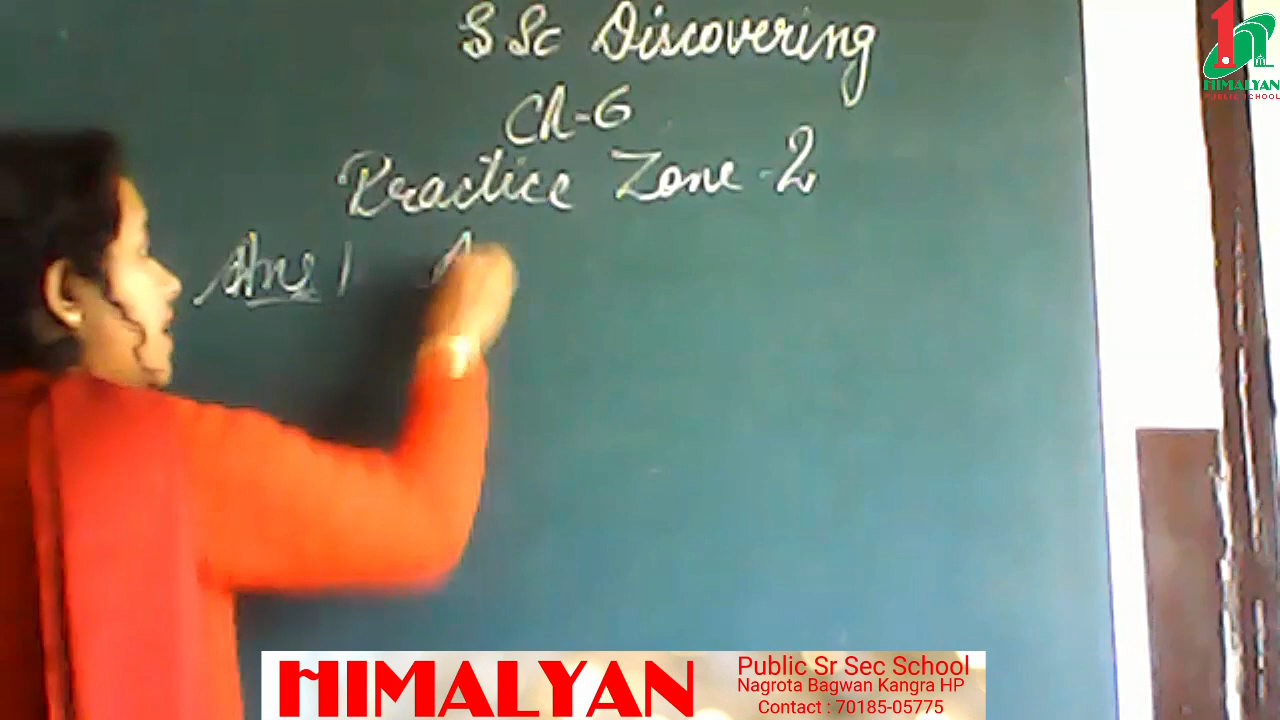 S Sc Discovering
Ch-6
Practice Zone-2
Ans 1 A
HIMALYAN
PUBLIC SCHOOL
HIMALYAN
Public Sr Sec School
Nagrota Bagwan Kangra HP
Contact : 70185-05775